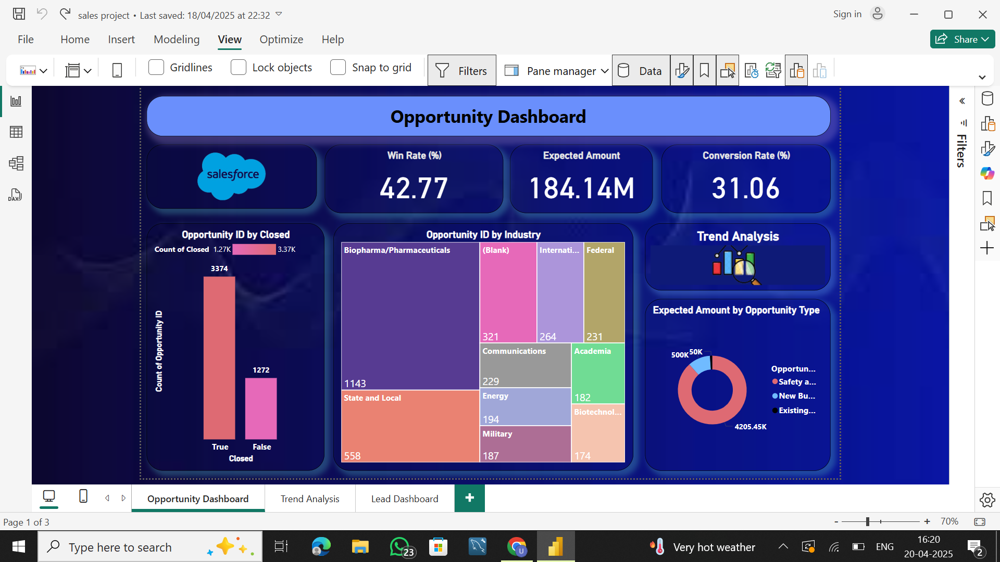 sales project • Last saved: 18/04/2025 at 22:32
Sign in
File Home Insert Modeling View Optimize Help
Share
Gridlines Lock objects Snap to grid Filters Pane manager Data
Opportunity Dashboard
salesforce
Win Rate (%)
42.77
Expected Amount
184.14M
Conversion Rate (%)
31.06
Filters
DAX
Opportunity ID by Closed
Count of Closed 1.27K 3.37K
3374
1272
Count of Opportunity ID
True False
Closed
Opportunity ID by Industry
Biopharma/Pharmaceuticals
1143
State and Local
558
(Blank)
321
Internati...
264
Federal
231
Communications
229
Academia
182
Energy
194
Biotechnol...
174
Military
187
Trend Analysis
Expected Amount by Opportunity Type
500K 50K
4205.45K
Opportun...
Safety a...
New Bu...
Existing...
Opportunity Dashboard Trend Analysis Lead Dashboard +
Page 1 of 3
- + 70%
Type here to search
23
U
Very hot weather
ENG
16:20
20-04-2025
2